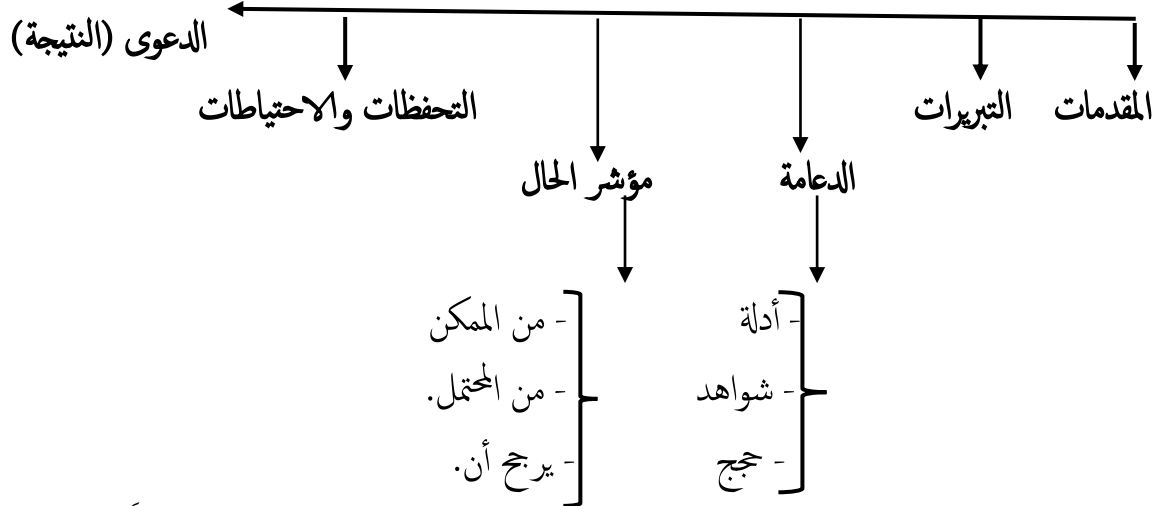 الدعوى (النتيجة)
المقدمات التبريرات التحفظات والاحتياطات
الدعامة مؤشر الحال
- أدلة - من الممكن
- شواهد - من المحتمل.
- حجج - يرجح أن.